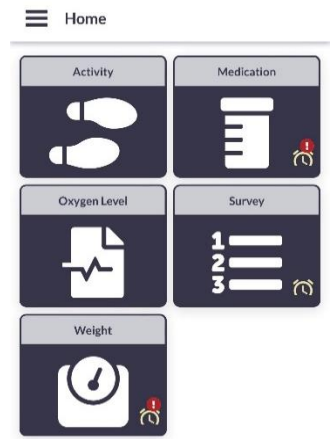 Home
Activity
Medication
!
Oxygen Level
Survey
1
2
3
Weight
!